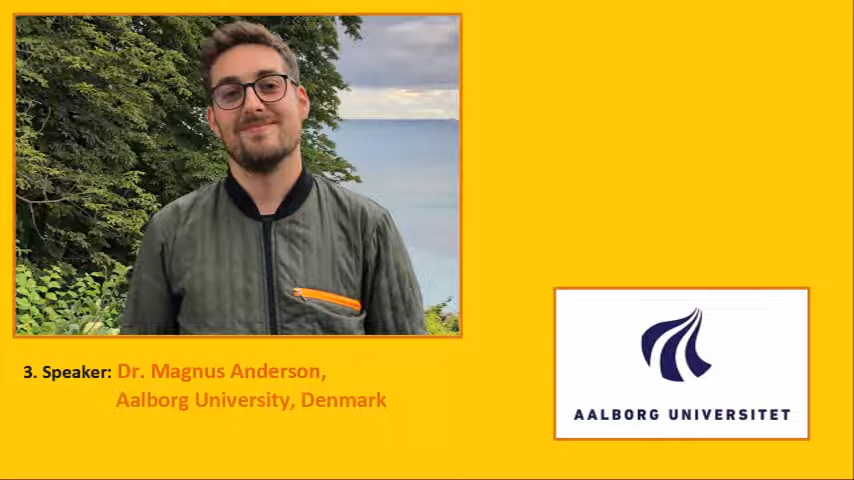 3. Speaker: Dr. Magnus Anderson,
Aalborg University, Denmark
AALBORG UNIVERSITET